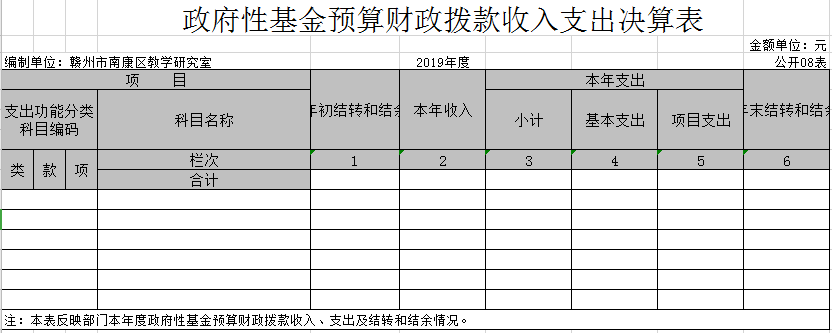 政府性基金预算财政拨款收入支出决算表
金额单位：元
编制单位：赣州市南康区教学研究室 2019年度 公开08表
项 目 本年支出
支出功能分类科目编码 科目名称 年初结转和结余 本年收入 小计 基本支出 项目支出 年末结转和结余
类 款 项 栏次 1 2 3 4 5 6
合计
注：本表反映部门本年度政府性基金预算财政拨款收入、支出及结转和结余情况。